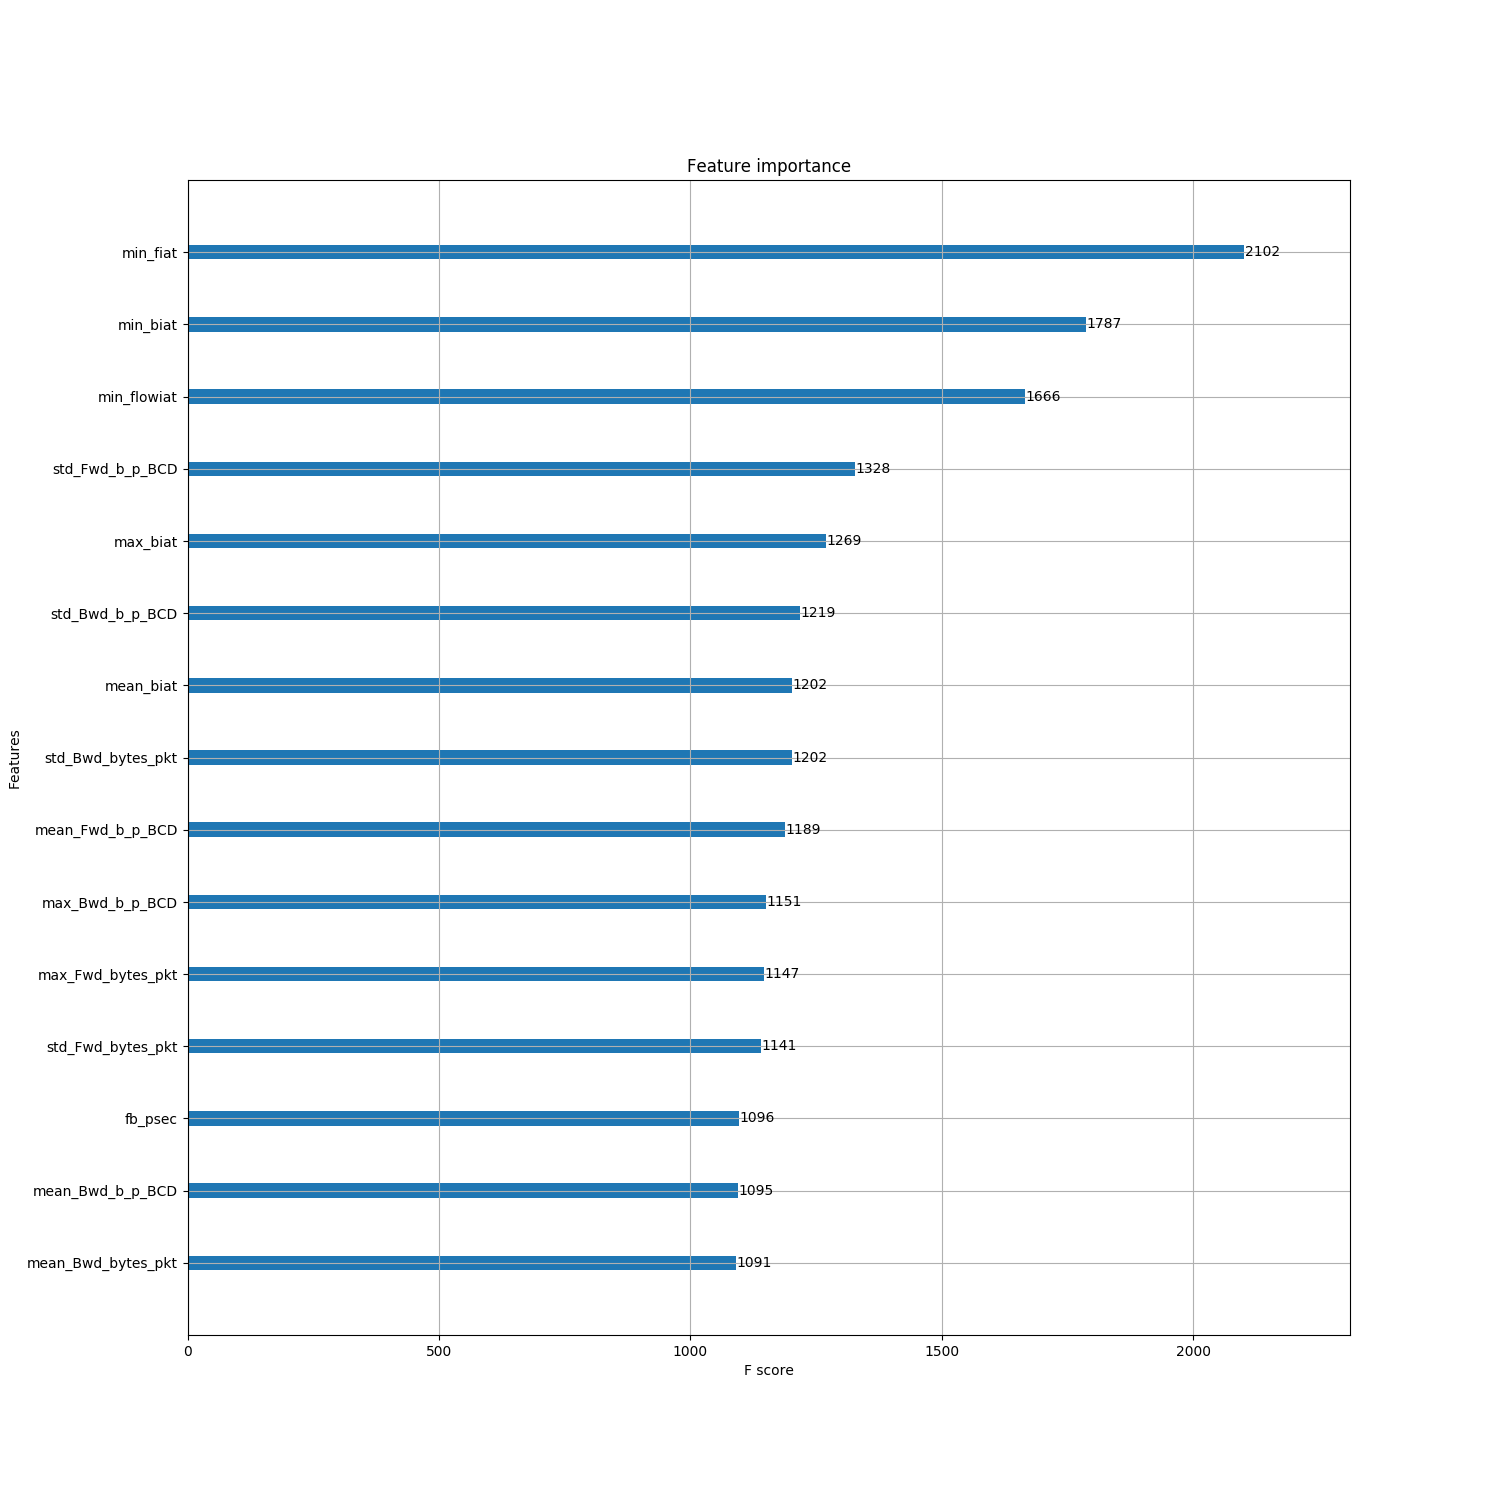 Feature importance
min_fiat 2102
min_biat 1787
min_flowiat 1666
std_Fwd_b_p_BCD 1328
max_biat 1269
std_Bwd_b_p_BCD 1219
mean_biat 1202
std_Bwd_bytes_pkt 1202
mean_Fwd_b_p_BCD 1189
max_Bwd_b_p_BCD 1151
max_Fwd_bytes_pkt 1147
std_Fwd_bytes_pkt 1141
fb_psec 1096
mean_Bwd_b_p_BCD 1095
mean_Bwd_bytes_pkt 1091
Features
0 500 1000 1500 2000
F score